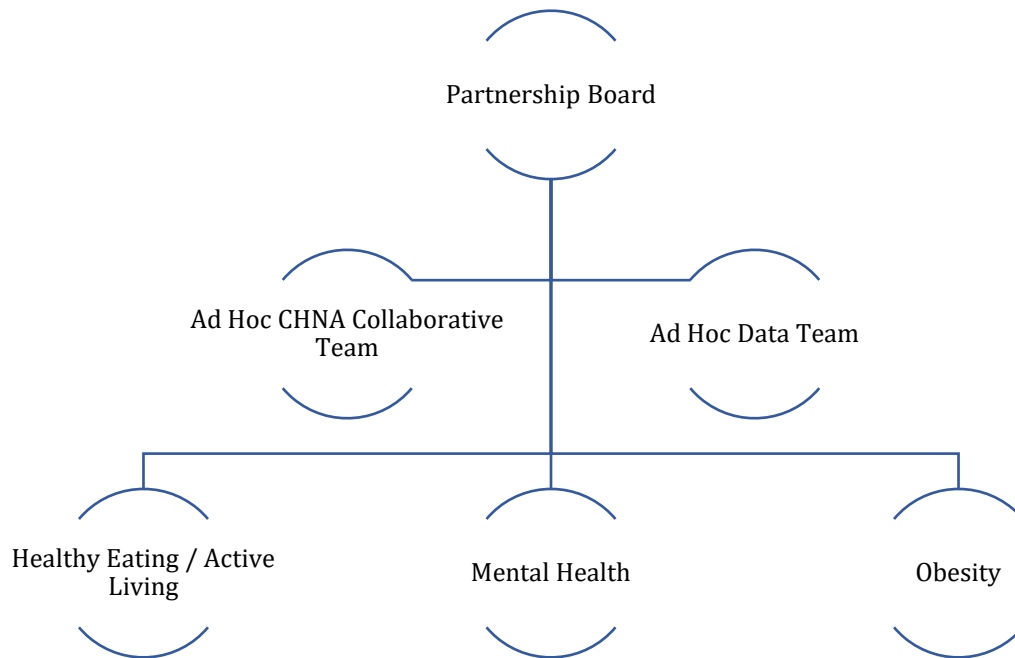 Partnership Board
Ad Hoc CHNA Collaborative
Team
Ad Hoc Data Team
Healthy Eating / Active
Living
Mental Health
Obesity